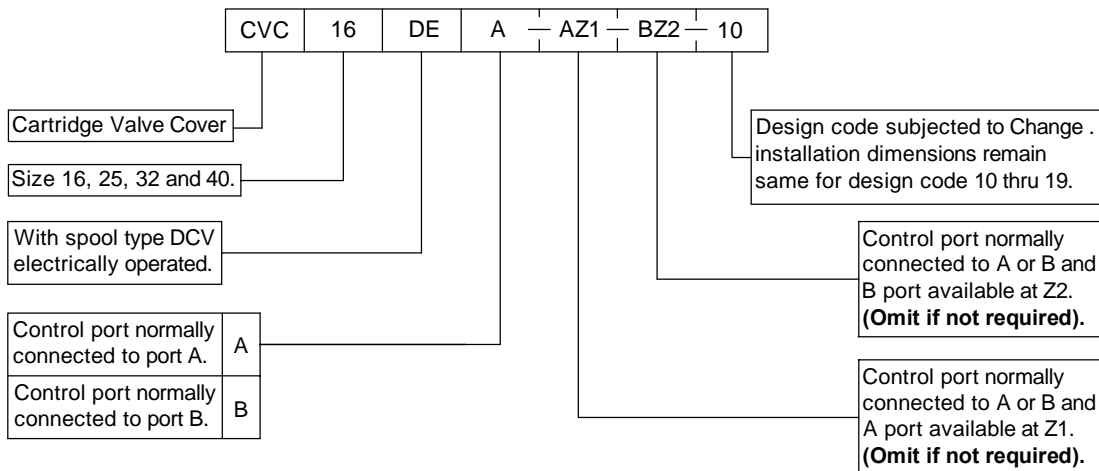 CVC 16 DE A — AZ1 — BZ2 — 10
Cartridge Valve Cover
Size 16, 25, 32 and 40.
With spool type DCV
electrically operated.
Control port normally
connected to port A.
A
Control port normally
connected to port B.
B
Design code subjected to Change .
installation dimensions remain
same for design code 10 thru 19.
Control port normally
connected to A or B and
B port available at Z2.
(Omit if not required).
Control port normally
connected to A or B and
A port available at Z1.
(Omit if not required).